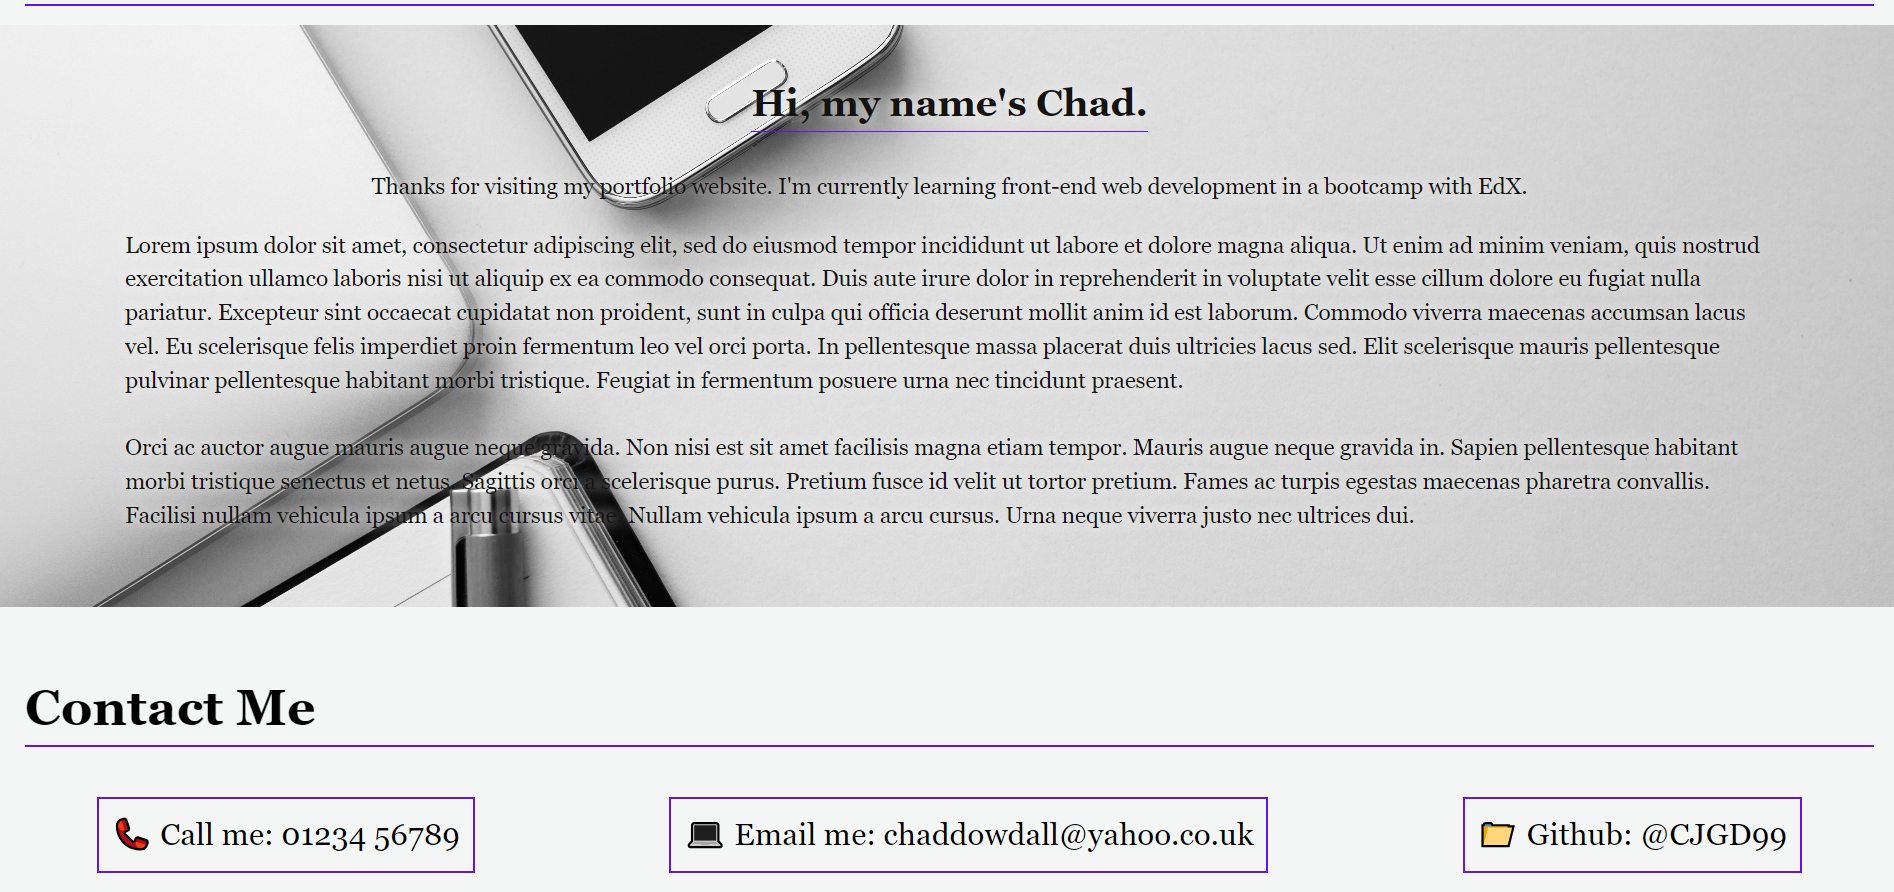 Hi, my name's Chad.
Thanks for visiting my portfolio website. I'm currently learning front-end web development in a bootcamp with EdX.
Lorem ipsum dolor sit amet, consectetur adipiscing elit, sed do eiusmod tempor incididunt ut labore et dolore magna aliqua. Ut enim ad minim veniam, quis nostrud
exercitation ullamco laboris nisi ut aliquip ex ea commodo consequat. Duis aute irure dolor in reprehenderit in voluptate velit esse cillum dolore eu fugiat nulla
pariatur. Excepteur sint occaecat cupidatat non proident, sunt in culpa qui officia deserunt mollit anim id est laborum. Commodo viverra maecenas accumsan lacus
vel. Eu scelerisque felis imperdiet proin fermentum leo vel orci porta. In pellentesque massa placerat duis ultricies lacus sed. Elit scelerisque mauris pellentesque
pulvinar pellentesque habitant morbi tristique. Feugiat in fermentum posuere urna nec tincidunt praesent.
Orci ac auctor augue mauris augue neque gravida. Non nisi est sit amet facilisis magna etiam tempor. Mauris augue neque gravida in. Sapien pellentesque habitant
morbi tristique senectus et netus. Sagittis orci a scelerisque purus. Pretium fusce id velit ut tortor pretium. Fames ac turpis egestas maecenas pharetra convallis.
Facilisi nullam vehicula ipsum a arcu cursus vitae. Nullam vehicula ipsum a arcu cursus. Urna neque viverra justo nec ultrices dui.
Contact Me
📞 Call me: 01234 56789
💻 Email me: chaddowdall@yahoo.co.uk
📁 Github: @CJGD99